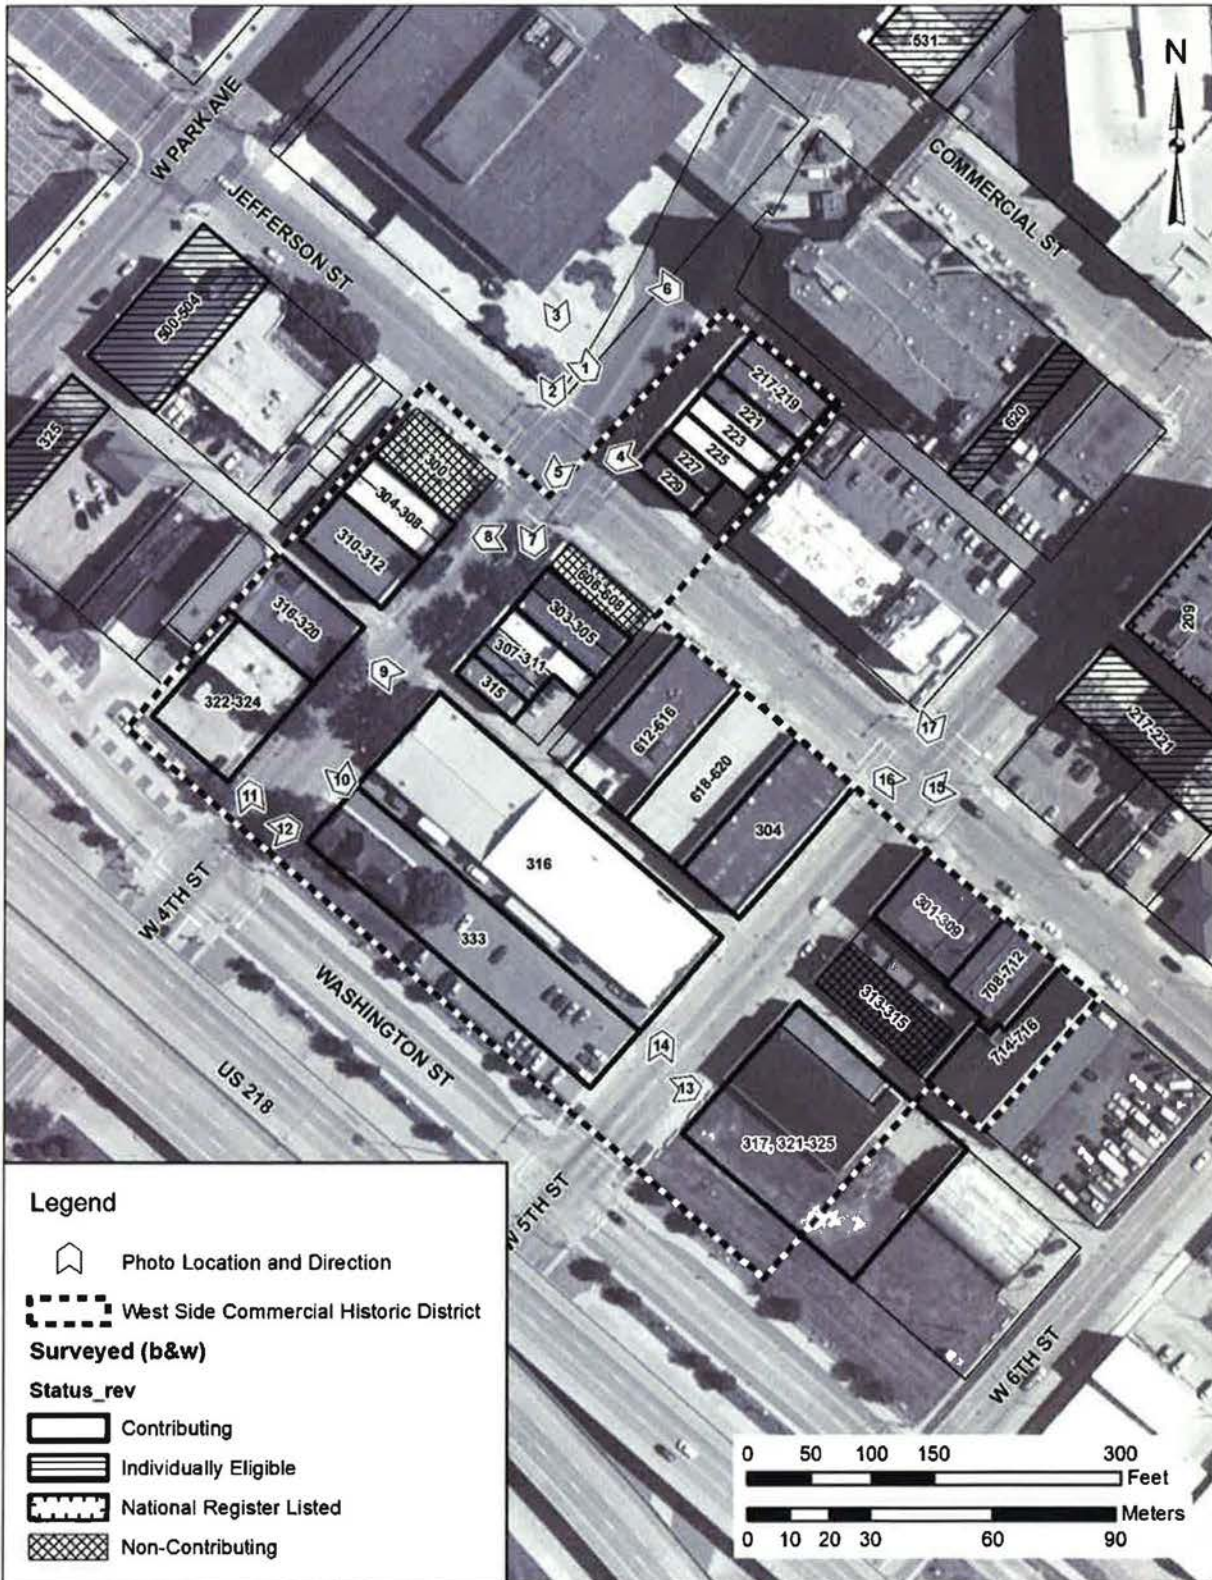 531
N
W PARK AVE
JEFFERSON ST
COMMERCIAL ST
6
3
1
2
500-504
217-219
221
223
225
227
229
4
5
620
325
300
304-308
310-312
8
7
606-608
303-305
307-311
315
209
316-320
322-324
9
612-616
618-620
304
217-221
17
16
15
10
11
12
316
333
301-309
708-712
313-315
714-716
W 4TH ST
WASHINGTON ST
US 218
14
13
317, 321-325
W 5TH ST
W 6TH ST
Legend
Photo Location and Direction
West Side Commercial Historic District
Surveyed (b&w)
Status_rev
Contributing
Individually Eligible
National Register Listed
Non-Contributing
0 50 100 150 300
Feet
Meters
0 10 20 30 60 90